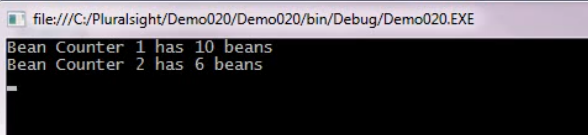 file:///C:/Pluralsight/Demo020/Demo020/bin/Debug/Demo020.EXE
Bean Counter 1 has 10 beans
Bean Counter 2 has 6 beans